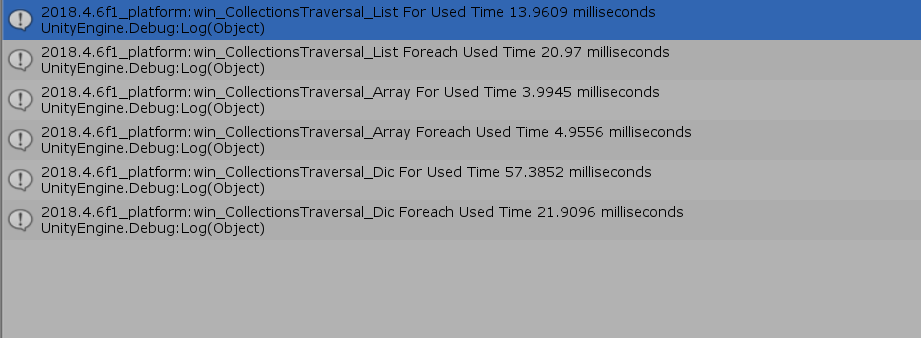 2018.4.6f1_platform:win_CollectionsTraversal_List For Used Time 13.9609 milliseconds
UnityEngine.Debug:Log(Object)
2018.4.6f1_platform:win_CollectionsTraversal_List Foreach Used Time 20.97 milliseconds
UnityEngine.Debug:Log(Object)
2018.4.6f1_platform:win_CollectionsTraversal_Array For Used Time 3.9945 milliseconds
UnityEngine.Debug:Log(Object)
2018.4.6f1_platform:win_CollectionsTraversal_Array Foreach Used Time 4.9556 milliseconds
UnityEngine.Debug:Log(Object)
2018.4.6f1_platform:win_CollectionsTraversal_Dic For Used Time 57.3852 milliseconds
UnityEngine.Debug:Log(Object)
2018.4.6f1_platform:win_CollectionsTraversal_Dic Foreach Used Time 21.9096 milliseconds
UnityEngine.Debug:Log(Object)